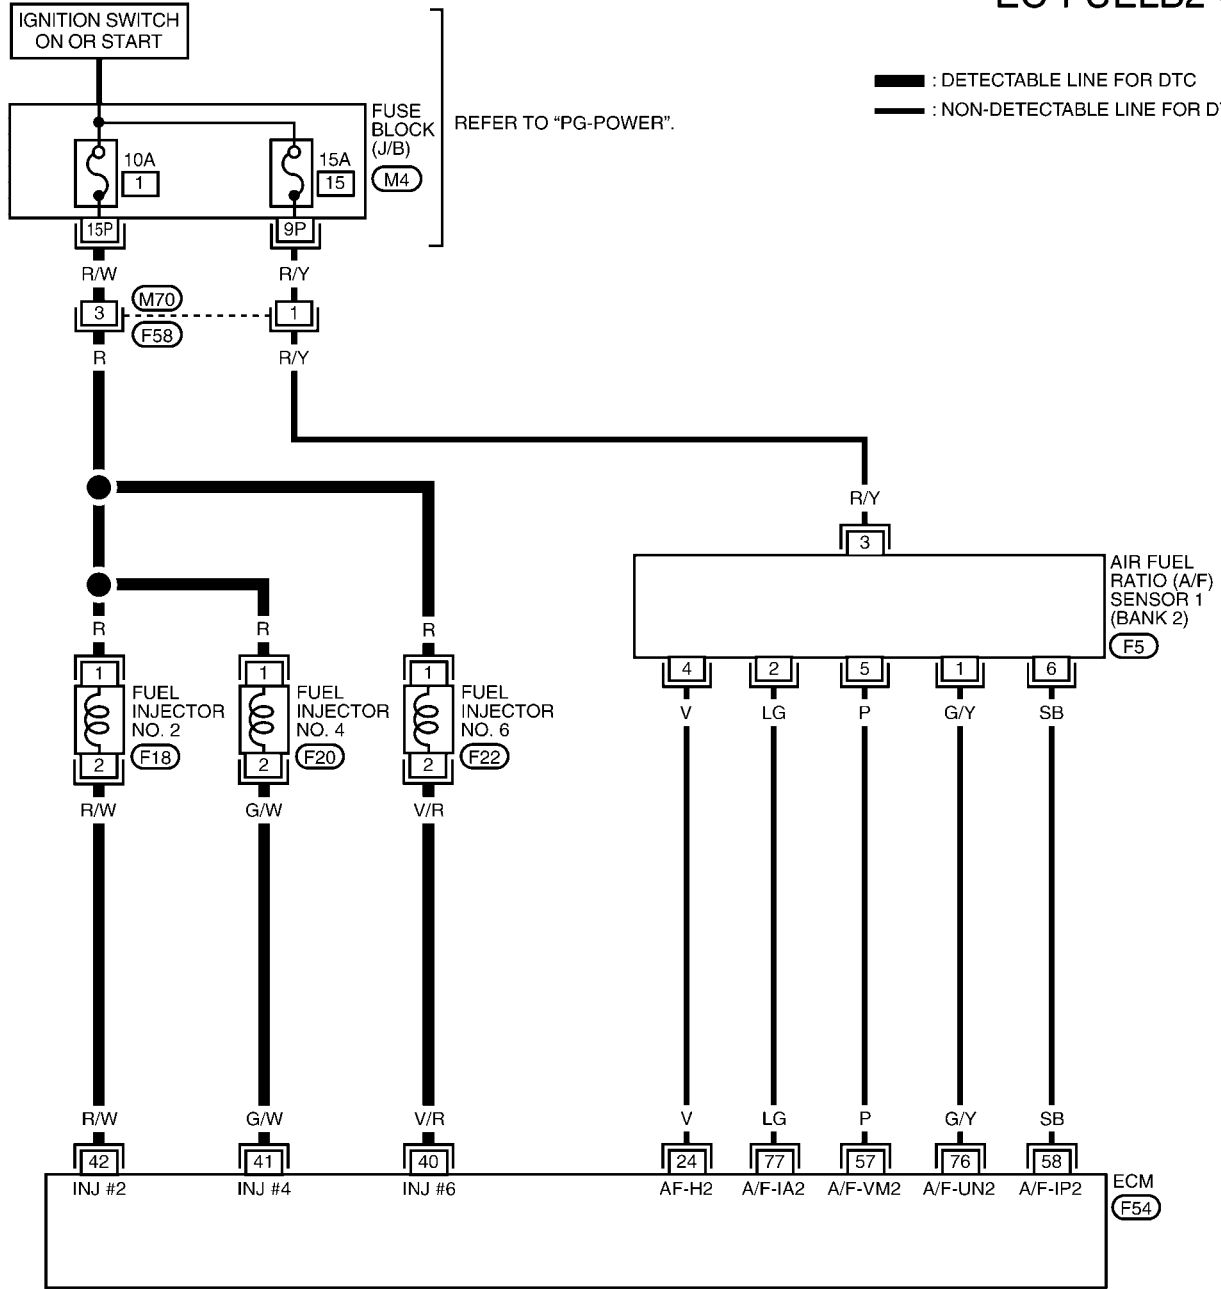 IGNITION SWITCH
ON OR START
: DETECTABLE LINE FOR DTC
: NON-DETECTABLE LINE FOR
FUSE
BLOCK
(J/B)
M4
REFER TO “PG-POWER”.
10A
1
15A
15
15P
9P
R/W
R/Y
3
M70
F58
1
R
R/Y
R/Y
3
AIR FUEL
RATIO (A/F)
SENSOR 1
(BANK 2)
F5
R
R
R
1
1
1
FUEL
INJECTOR
NO. 2
F18
FUEL
INJECTOR
NO. 4
F20
FUEL
INJECTOR
NO. 6
F22
2
2
2
4
2
5
1
6
V
LG
P
G/Y
SB
R/W
G/W
V/R
R/W
G/W
V/R
V
LG
P
G/Y
SB
42
41
40
24
77
57
76
58
INJ #2
INJ #4
INJ #6
AF-H2
A/F-IA2
A/F-VM2
A/F-UN2
A/F-IP2
ECM
F54